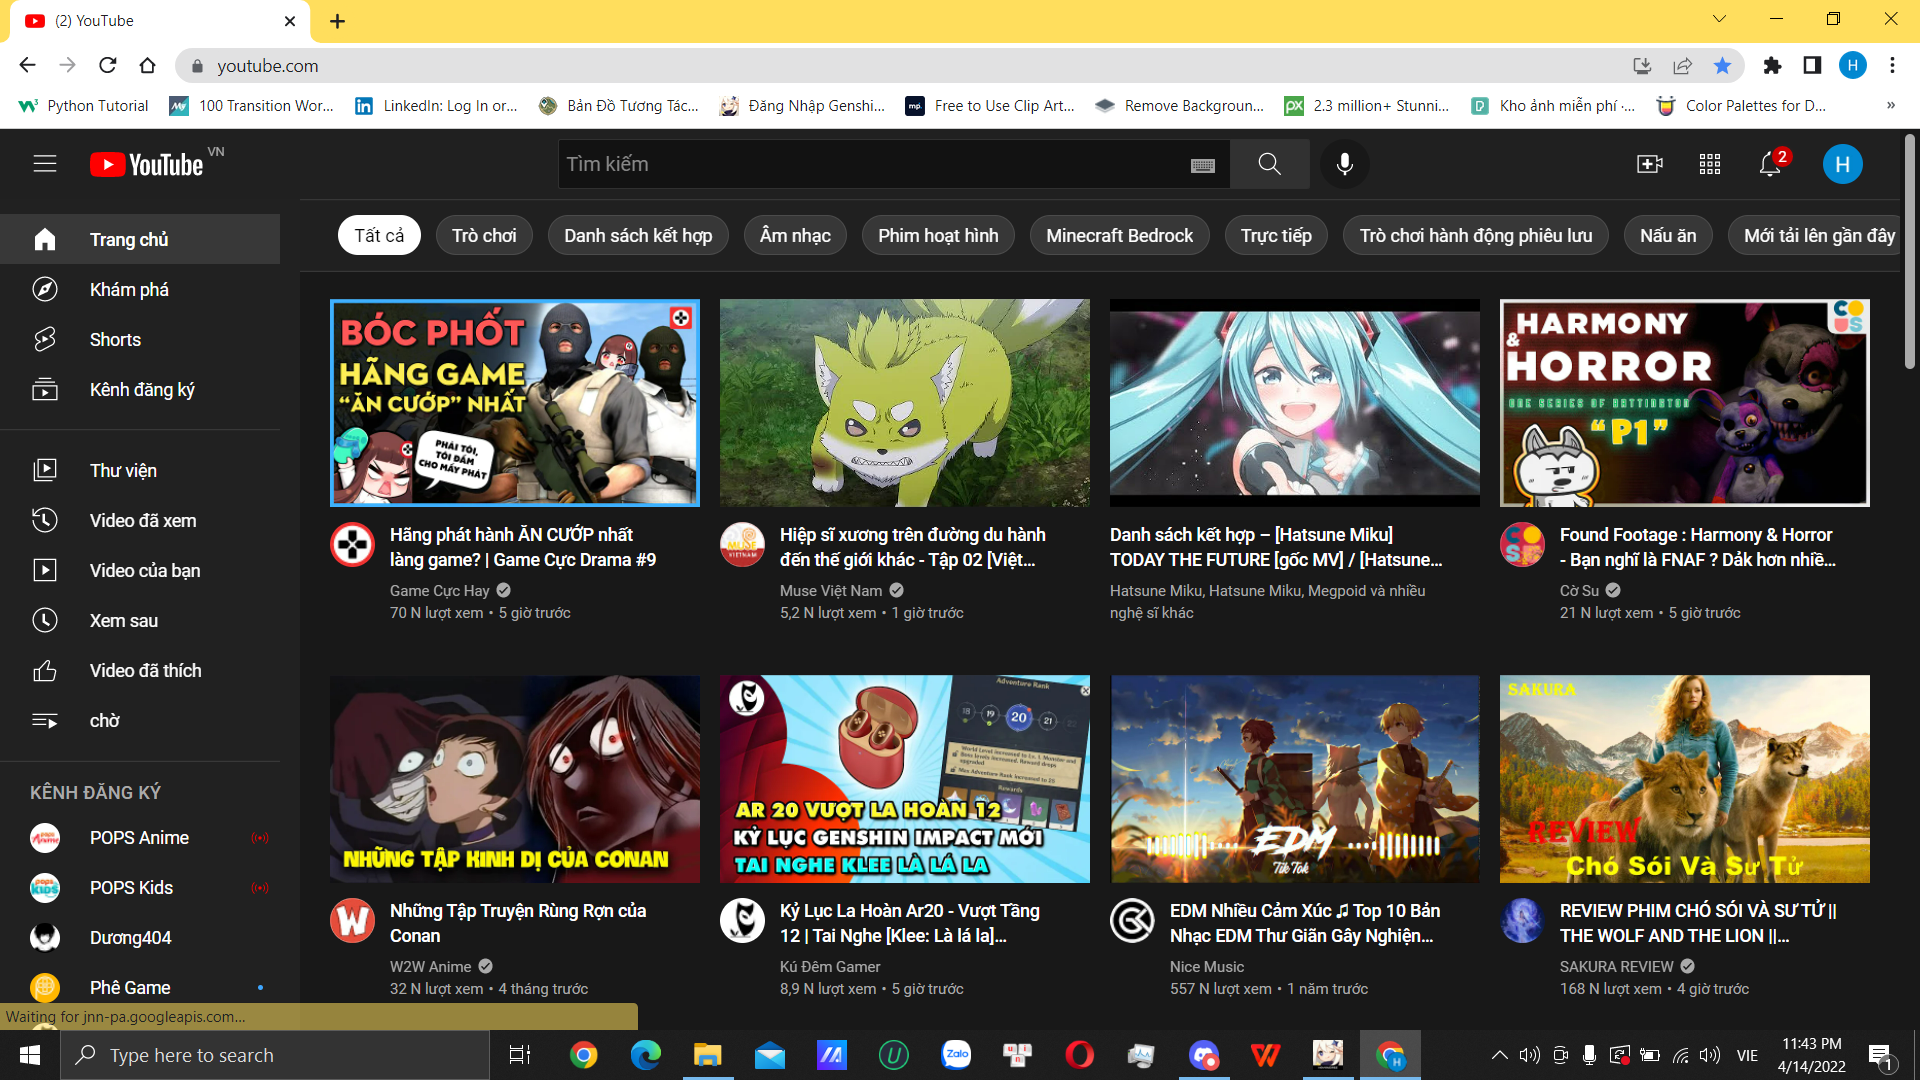 (2) YouTube
youtube.com
Python Tutorial
100 Transition Wor...
LinkedIn: Log In or...
Bản Đồ Tương Tác...
Đăng Nhập Genshi...
Free to Use Clip Art...
Remove Backgroun...
2.3 million+ Stunni...
Kho ảnh miễn phí ·...
Color Palettes for D...
»
YouTube VN
Tìm kiếm
2
H
Trang chủ
Khám phá
Shorts
Kênh đăng ký
Thư viện
Video đã xem
Video của bạn
Xem sau
Video đã thích
chờ
KÊNH ĐĂNG KÝ
POPS Anime
POPS Kids
Dương404
Phê Game
Waiting for jnn-pa.googleapis.com...
Tất cả
Trò chơi
Danh sách kết hợp
Âm nhạc
Phim hoạt hình
Minecraft Bedrock
Trực tiếp
Trò chơi hành động phiêu lưu
Nấu ăn
Mới tải lên gần đây
BÓC PHỐT
HÃNG GAME
“ĂN CƯỚP” NHẤT
PHẢI TÔI,
TÔI ĐẤM
CHO MẤY PHÁT
Hãng phát hành ĂN CƯỚP nhất
làng game? | Game Cực Drama #9
Game Cực Hay
70 N lượt xem • 5 giờ trước
MUSE
VIETNAM
Hiệp sĩ xương trên đường du hành
đến thế giới khác - Tập 02 [Việt...
Muse Việt Nam
5,2 N lượt xem • 1 giờ trước
Danh sách kết hợp – [Hatsune Miku]
TODAY THE FUTURE [gốc MV] / [Hatsune...
Hatsune Miku, Hatsune Miku, Megpoid và nhiều
nghệ sĩ khác
HARMONY
&
HORROR
“P1”
Found Footage : Harmony & Horror
- Bạn nghĩ là FNAF ? Dảk hơn nhiề...
Cờ Su
21 N lượt xem • 5 giờ trước
NHỮNG TẬP KINH DỊ CỦA CONAN
W
Những Tập Truyện Rùng Rợn của
Conan
W2W Anime
32 N lượt xem • 4 tháng trước
Adventure Rank
19
20
21
Rewards
AR 20 VƯỢT LA HOÀN 12
KỶ LỤC GENSHIN IMPACT MỚI
TAI NGHE KLEE LÀ LÁ LA
Kỷ Lục La Hoàn Ar20 - Vượt Tầng
12 | Tai Nghe [Klee: Là lá la]...
Kú Đêm Gamer
8,9 N lượt xem • 5 giờ trước
EDM
TikTok
EDM Nhiều Cảm Xúc ♫ Top 10 Bản
Nhạc EDM Thư Giãn Gây Nghiện...
Nice Music
557 N lượt xem • 1 năm trước
SAKURA
REVIEW
Chó Sói Và Sư Tử
REVIEW PHIM CHÓ SÓI VÀ SƯ TỬ ||
THE WOLF AND THE LION ||...
SAKURA REVIEW
168 N lượt xem • 4 giờ trước
Type here to search
Zalo
VIE
11:43 PM
4/14/2022
1